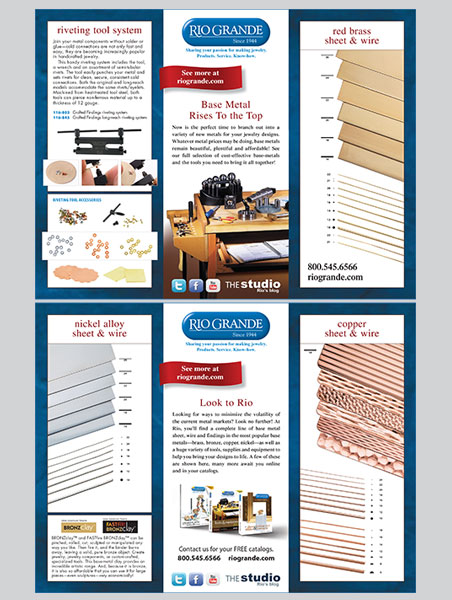 riveting tool system
Join your metal components without solder or
glue—cold connections are not only fast and
easy, they are becoming increasingly popular
in handcrafted jewelry.
This handy riveting system includes the tool,
a wrench and an assortment of semitubular
rivets. The tool easily punches your metal and
sets rivets for clean, secure, consistent cold
connections. Both the original and long-reach
models accommodate the same rivets/eyelets.
Machined from heat-treated tool steel, both
tools can pierce nonferrous material up to a
thickness of 12 gauge.
Crafted Findings riveting system
Crafted Findings long-reach riveting system
RIVETING TOOL ACCESSORIES
RIO GRANDE
Since 1944
Sharing your passion for making jewelry.
Products. Service. Know-how.
See more at
riogrande.com
Base Metal
Rises To the Top
Now is the perfect time to branch out into a
variety of new metals for your jewelry designs.
Whatever metal prices may be doing, base metals
remain beautiful, plentiful and affordable! See
our full selection of cost-effective base-metals
and the tools you need to bring it all together!
THE studio
Rio's blog
red brass
sheet & wire
800.545.6566
riogrande.com
nickel alloy
sheet & wire
BRONZclay
FASTfire
BRONZclay
BRONZclay™ and FASTfire BRONZclay™ can be
pinched, rolled, cut, sculpted or manipulated any
way you like. Then fire it, and the binder burns
away, leaving a solid, pure bronze object. Create
jewelry, jewelry components, or custom-crafted,
specialized tools. This base-metal clay provides an
incredible artistic range. And, because it is bronze,
it is also so affordable that you can use it for large
pieces—even sculptures—very economically!
RIO GRANDE
Since 1944
Sharing your passion for making jewelry.
Products. Service. Know-how.
See more at
riogrande.com
Look to Rio
Looking for ways to minimize the volatility of
the current metal markets? Look no further! At
Rio, you'll find a complete line of base metal
sheet, wire and findings in the most popular base
metals—brass, bronze, copper, nickel—as well as
a huge variety of tools, supplies and equipment to
help you bring your designs to life. A few of these
are shown here, many more await you online
and in your catalogs.
Contact us for your FREE catalogs.
800.545.6566 riogrande.com
THE studio
Rio's blog
copper
sheet & wire